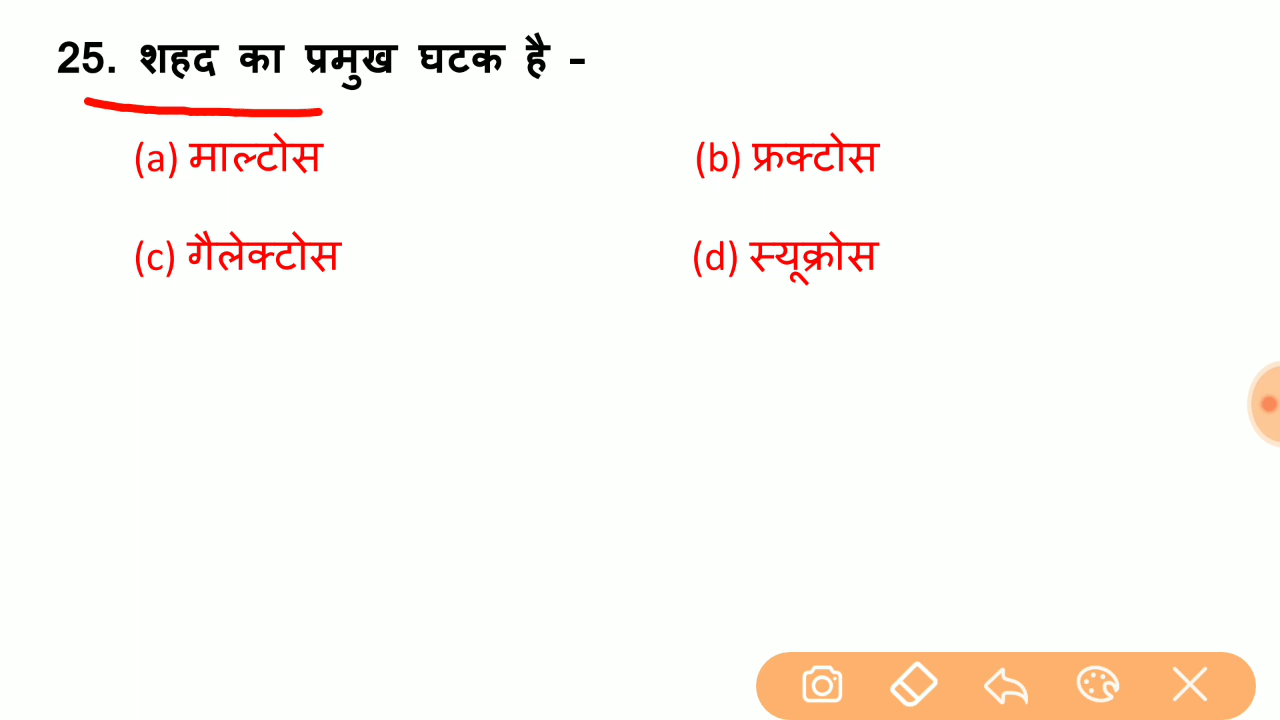 25. शहद का प्रमुख घटक है -
(a) माल्टोस (b) फ्रक्टोस
(c) गैलेक्टोस (d) स्यूक्रोस